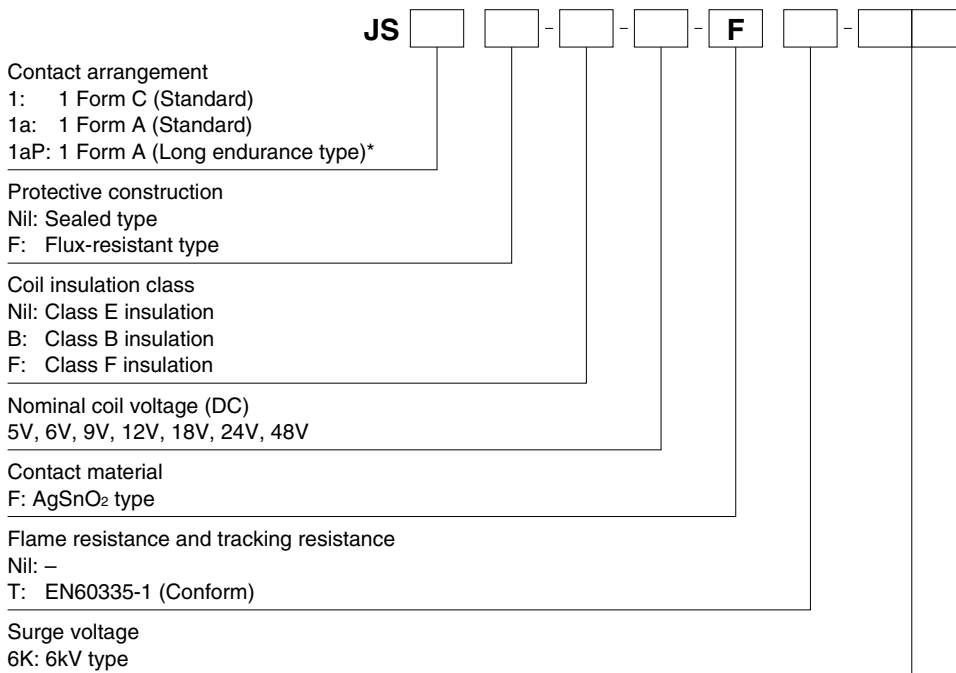 JS - - - F -
Contact arrangement
1: 1 Form C (Standard)
1a: 1 Form A (Standard)
1aP: 1 Form A (Long endurance type)*
Protective construction
Nil: Sealed type
F: Flux-resistant type
Coil insulation class
Nil: Class E insulation
B: Class B insulation
F: Class F insulation
Nominal coil voltage (DC)
5V, 6V, 9V, 12V, 18V, 24V, 48V
Contact material
F: AgSnO₂ type
Flame resistance and tracking resistance
Nil: –
T: EN60335-1 (Conform)
Surge voltage
6K: 6kV type